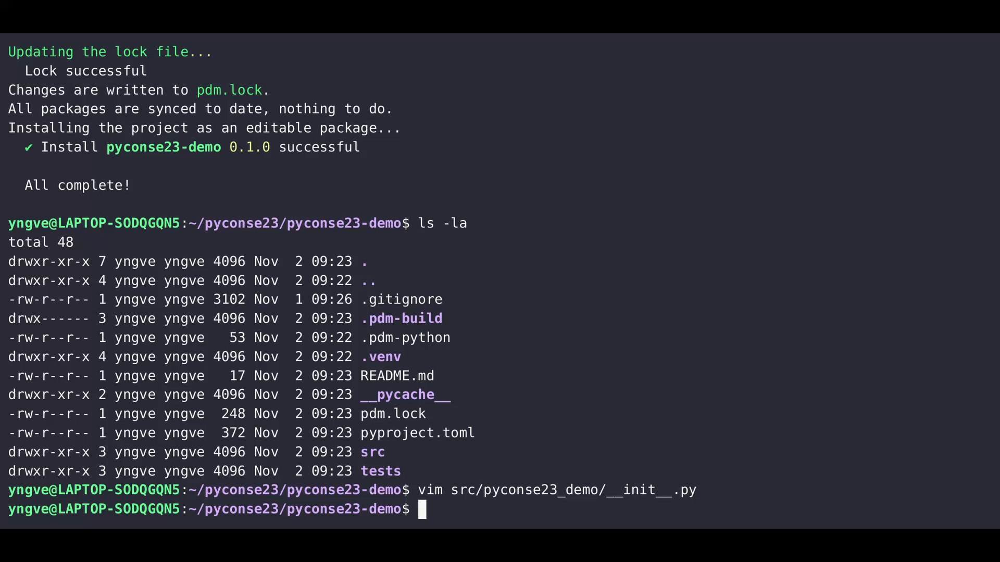 Updating the lock file...
Lock successful
Changes are written to pdm.lock.
All packages are synced to date, nothing to do.
Installing the project as an editable package...
✔ Install pyconse23-demo 0.1.0 successful
All complete!
yngve@LAPTOP-SODQGQN5:~/pyconse23/pyconse23-demo$ ls -la
total 48
drwxr-xr-x 7 yngve yngve 4096 Nov  2 09:23 .
drwxr-xr-x 4 yngve yngve 4096 Nov  2 09:22 ..
-rw-r--r-- 1 yngve yngve 3102 Nov  1 09:26 .gitignore
drwx------ 3 yngve yngve 4096 Nov  2 09:23 .pdm-build
-rw-r--r-- 1 yngve yngve   53 Nov  2 09:22 .pdm-python
drwxr-xr-x 4 yngve yngve 4096 Nov  2 09:22 .venv
-rw-r--r-- 1 yngve yngve   17 Nov  2 09:23 README.md
drwxr-xr-x 2 yngve yngve 4096 Nov  2 09:23 __pycache__
-rw-r--r-- 1 yngve yngve  248 Nov  2 09:23 pdm.lock
-rw-r--r-- 1 yngve yngve  372 Nov  2 09:23 pyproject.toml
drwxr-xr-x 3 yngve yngve 4096 Nov  2 09:23 src
drwxr-xr-x 3 yngve yngve 4096 Nov  2 09:23 tests
yngve@LAPTOP-SODQGQN5:~/pyconse23/pyconse23-demo$ vim src/pyconse23_demo/__init__.py
yngve@LAPTOP-SODQGQN5:~/pyconse23/pyconse23-demo$